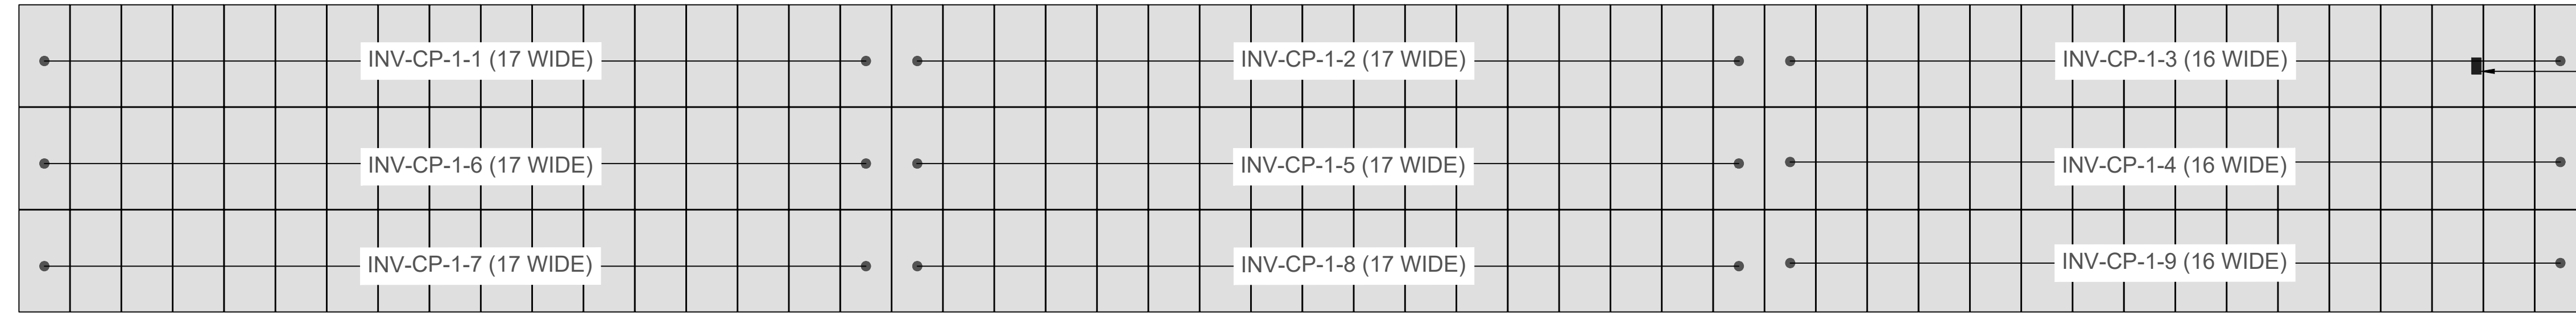 INV-CP-1-1 (17 WIDE)
INV-CP-1-2 (17 WIDE)
INV-CP-1-3 (16 WIDE)
INV-CP-1-6 (17 WIDE)
INV-CP-1-5 (17 WIDE)
INV-CP-1-4 (16 WIDE)
INV-CP-1-7 (17 WIDE)
INV-CP-1-8 (17 WIDE)
INV-CP-1-9 (16 WIDE)